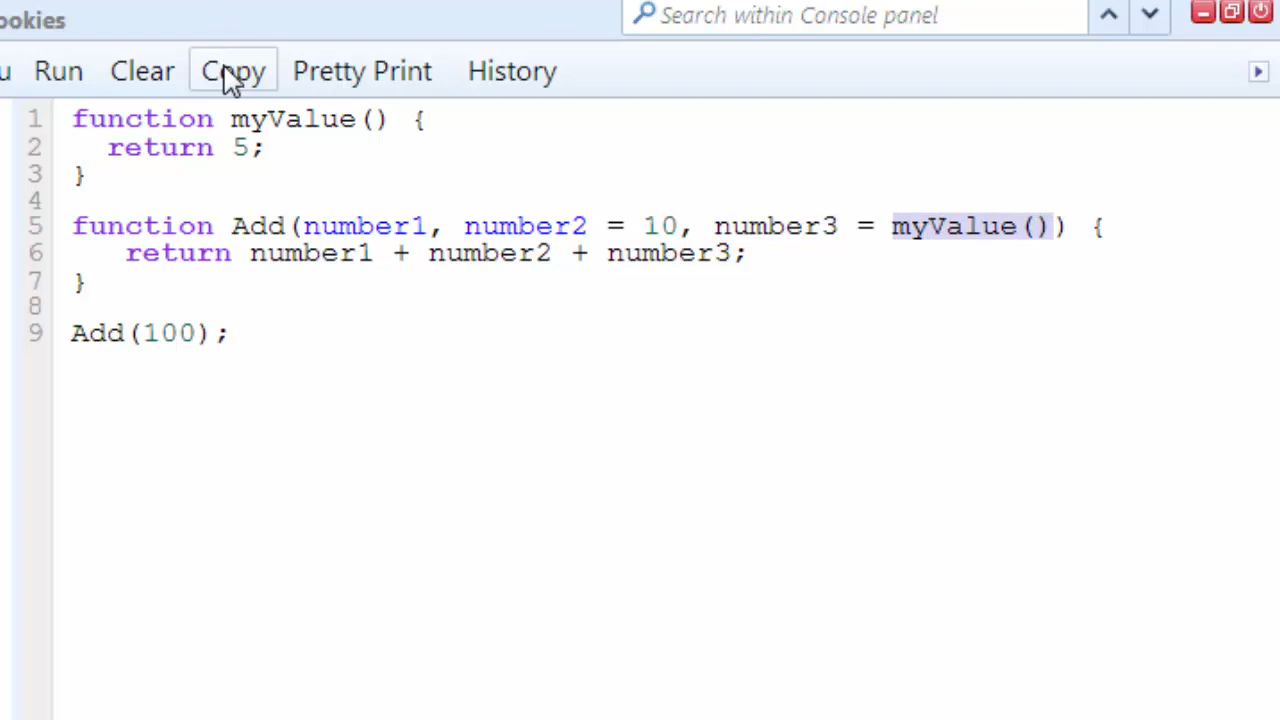 ookies
Search within Console panel
u Run Clear Copy Pretty Print History
1 function myValue() {
2 return 5;
3 }
4
5 function Add(number1, number2 = 10, number3 = myValue()) {
6 return number1 + number2 + number3;
7 }
8
9 Add(100);